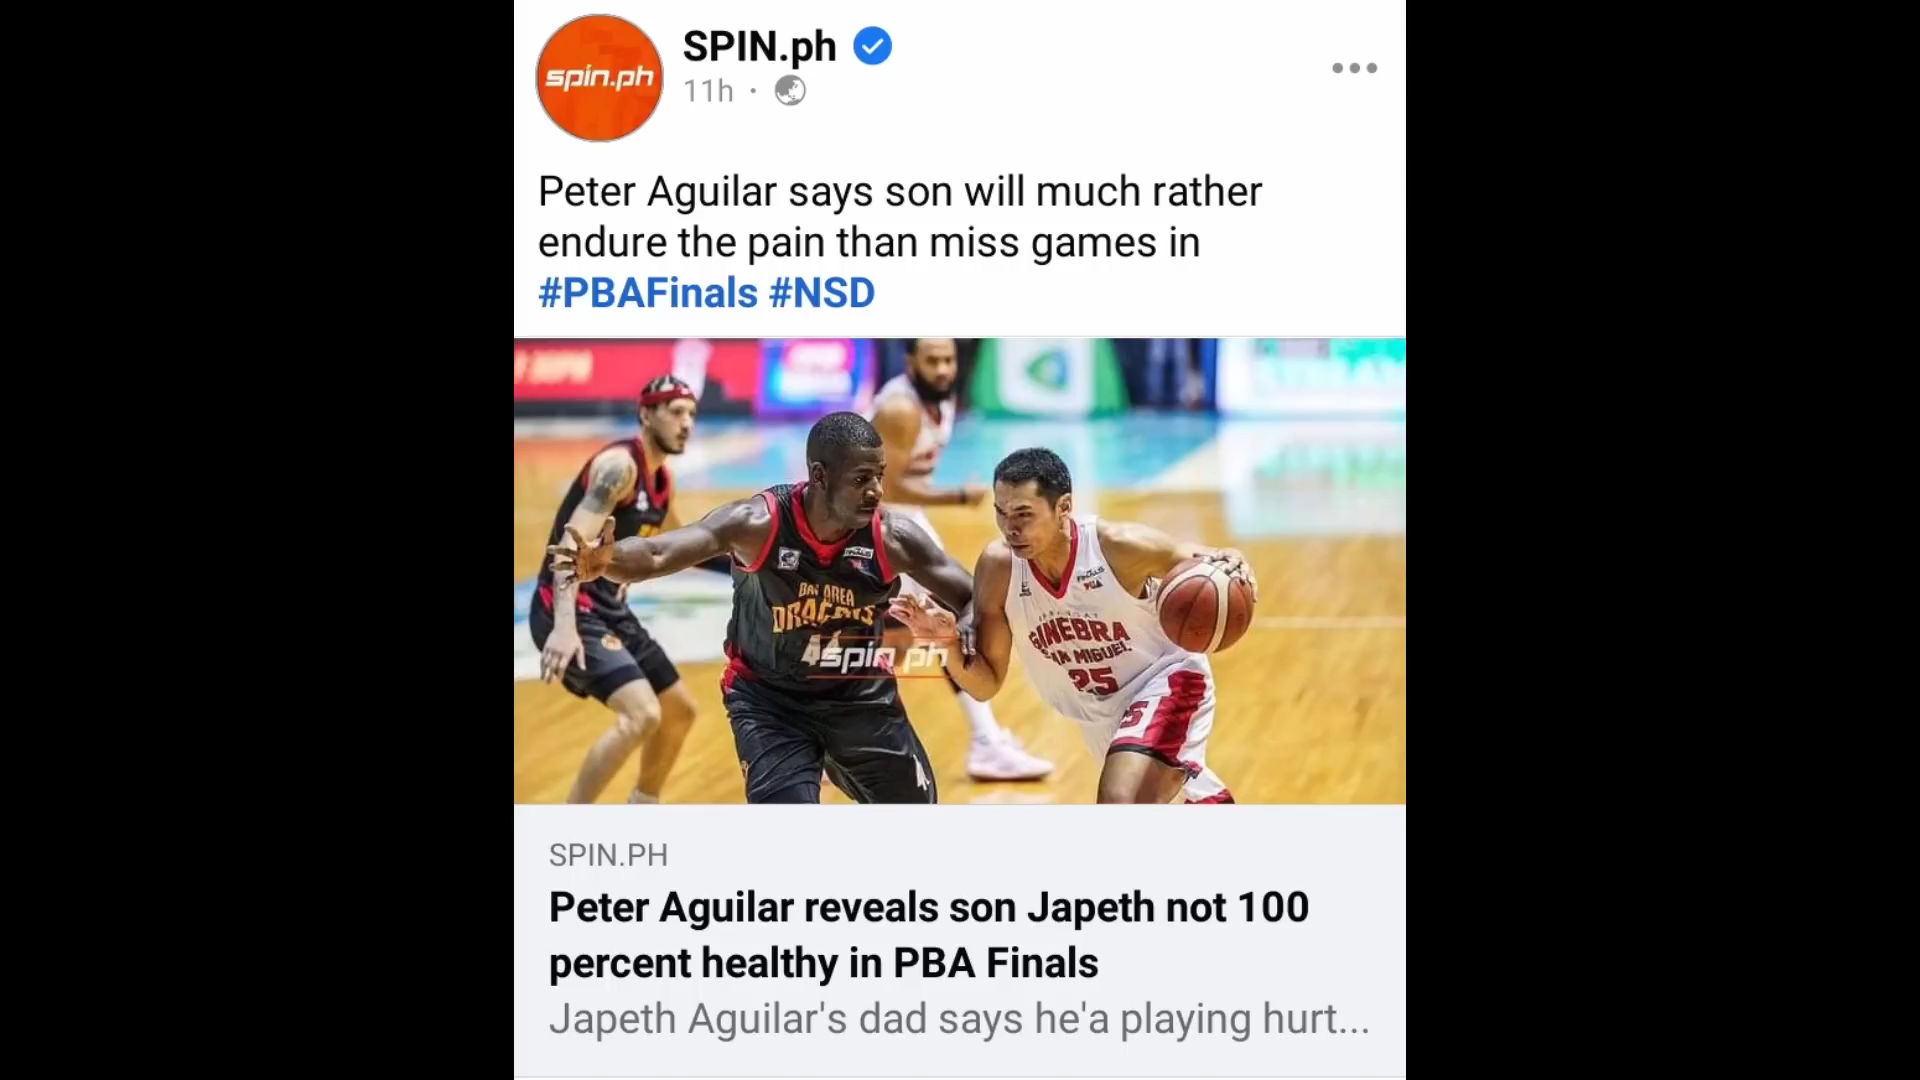 spin.ph
SPIN.ph
11h ·
Peter Aguilar says son will much rather
endure the pain than miss games in
#PBAFinals #NSD
BAY AREA
DRAGONS
spin.ph
GINEBRA
SAN MIGUEL
25
25
SPIN.PH
Peter Aguilar reveals son Japeth not 100
percent healthy in PBA Finals
Japeth Aguilar's dad says he'a playing hurt...